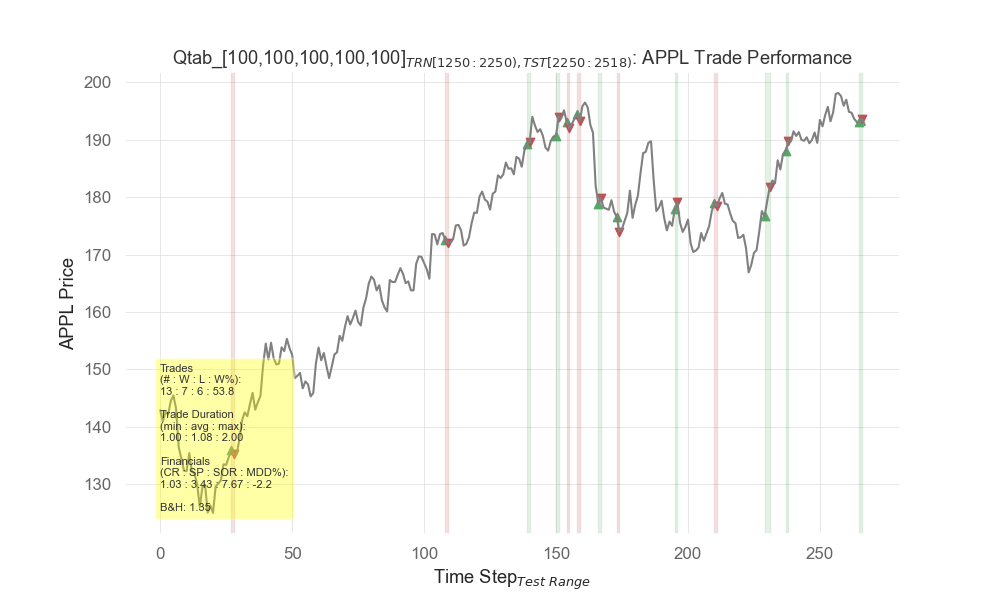 Qtab_[100,100,100,100,100]TRN[1250:2250),TST[2250:2518): APPL Trade Performance
200
190
180
170
160
150
140
130
APPL Price
Trades
(# : W : L : W%):
13 : 7 : 6 : 53.8
Trade Duration
(min : avg : max):
1.00 : 1.08 : 2.00
Financials
(CR : SP : SOR : MDD%):
1.03 : 3.43 : 7.67 : -2.2
B&H: 1.35
0 50 100 150 200 250
Time StepTest Range